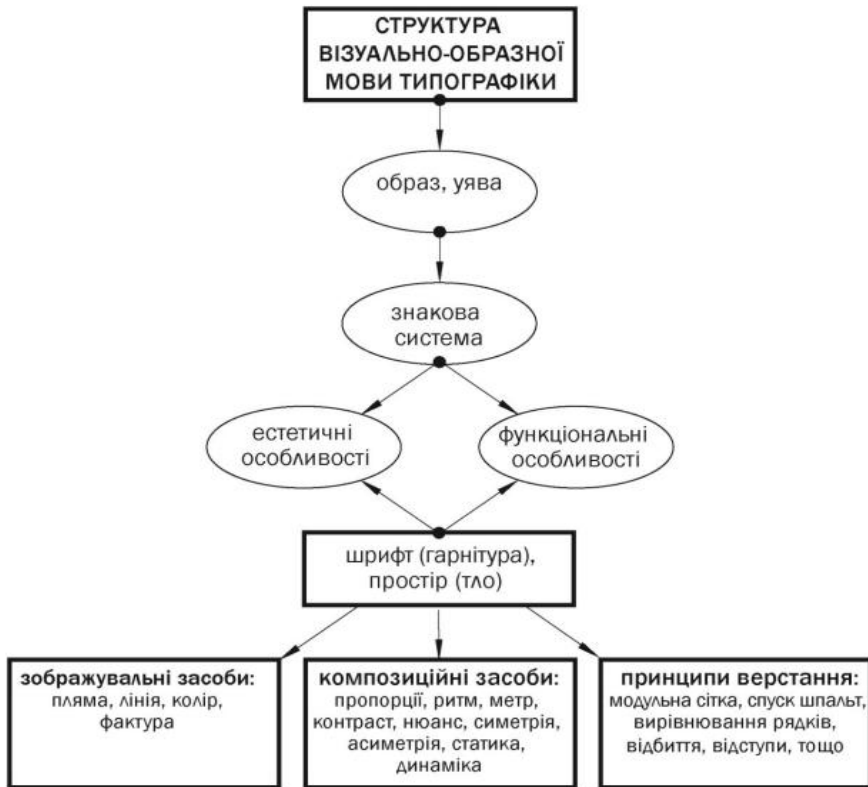 СТРУКТУРА
ВІЗУАЛЬНО-ОБРАЗНОЇ
МОВИ ТИПОГРАФІКИ
образ, уява
знакова
система
естетичні
особливості
функціональні
особливості
шрифт (гарнітура),
простір (тло)
зображувальні засоби:
пляма, лінія, колір,
фактура
композиційні засоби:
пропорції, ритм, метр,
контраст, нюанс, симетрія,
асиметрія, статика,
динаміка
принципи верстання:
модульна сітка, спуск шпальт,
вирівнювання рядків,
відбиття, відступи, тощо